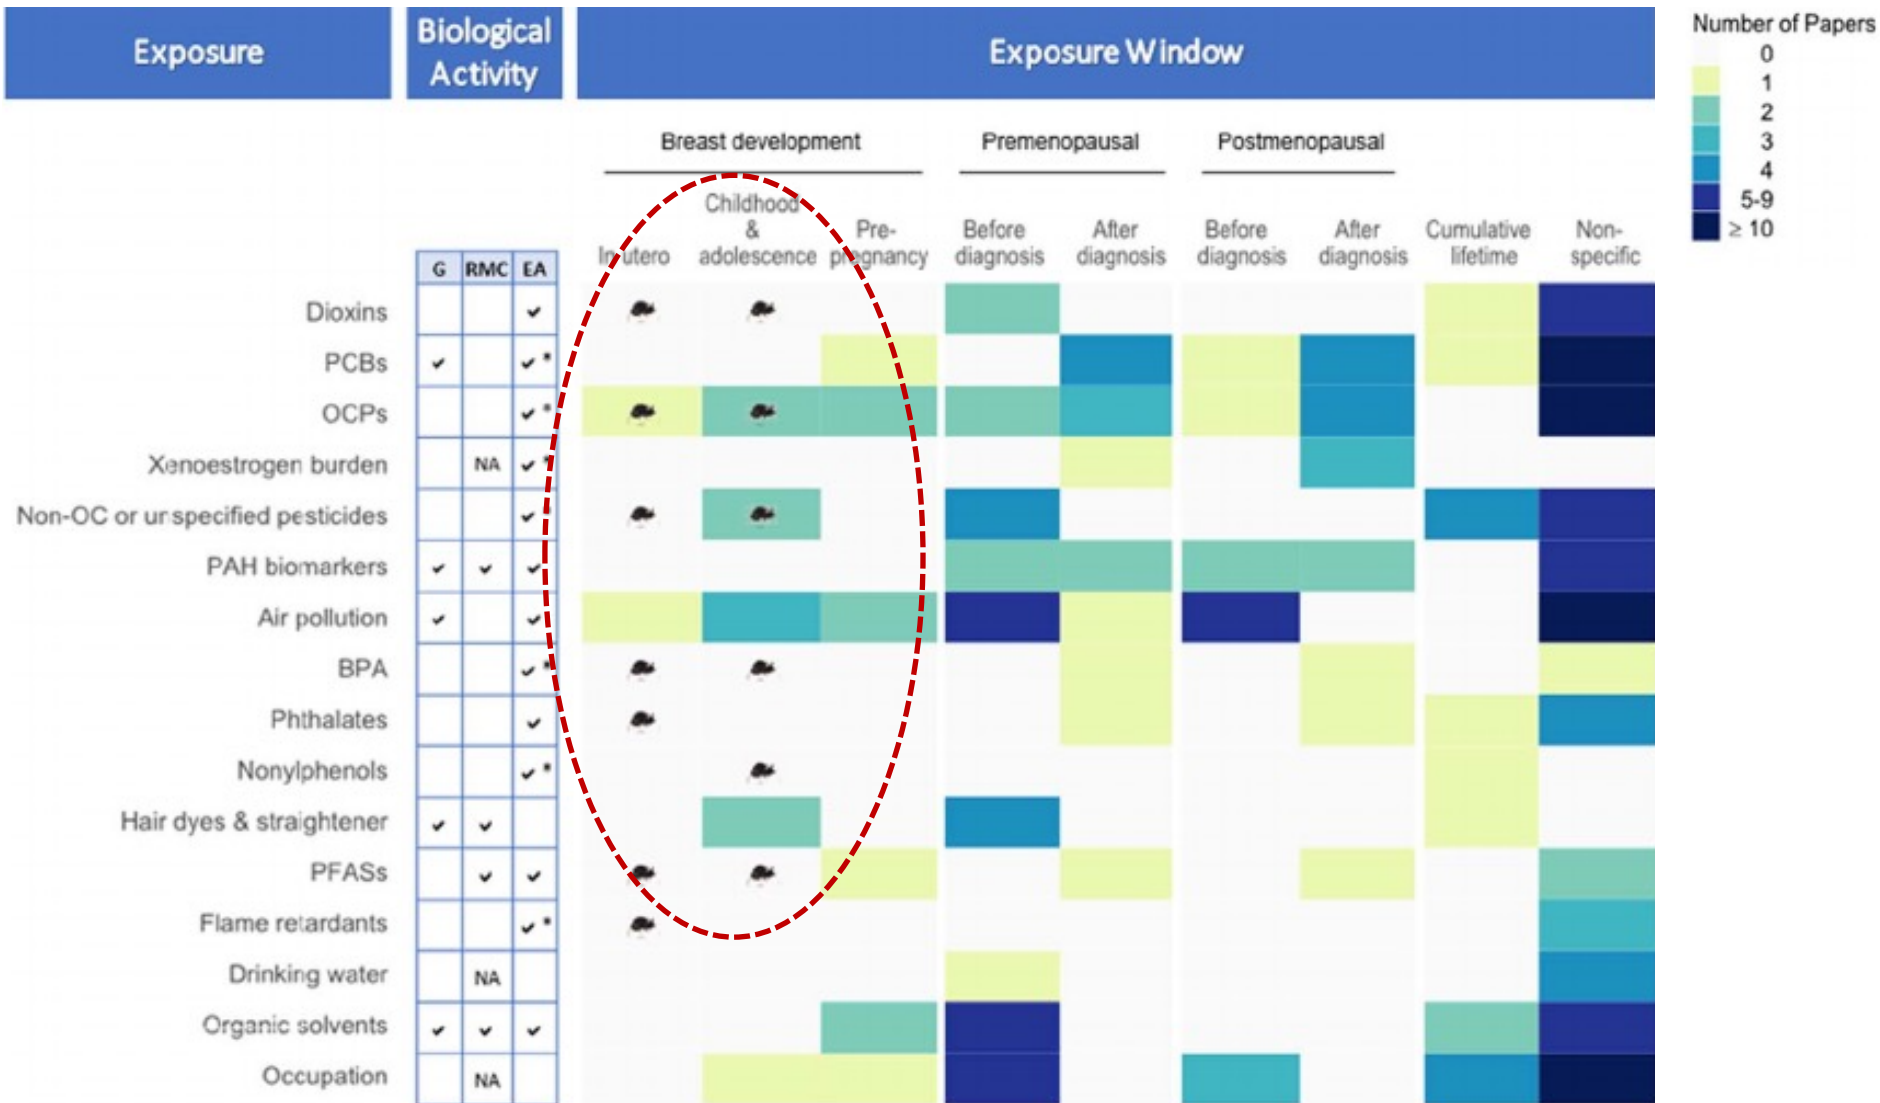 Exposure
Biological
Activity
Exposure Window
Number of Papers
0
1
2
3
4
5-9
≥ 10
Breast development
Premenopausal
Postmenopausal
In utero
Childhood
&
adolescence
Pre-
pregnancy
Before
diagnosis
After
diagnosis
Before
diagnosis
After
diagnosis
Cumulative
lifetime
Non-
specific
G RMC EA
Dioxins ✓
PCBs ✓ ✓*
OCPs ✓*
Xenoestrogen burden NA ✓*
Non-OC or unspecified pesticides ✓
PAH biomarkers ✓ ✓ ✓
Air pollution ✓ ✓
BPA ✓*
Phthalates ✓
Nonylphenols ✓*
Hair dyes & straightener ✓ ✓
PFASs ✓ ✓
Flame retardants ✓*
Drinking water NA
Organic solvents ✓ ✓ ✓
Occupation NA